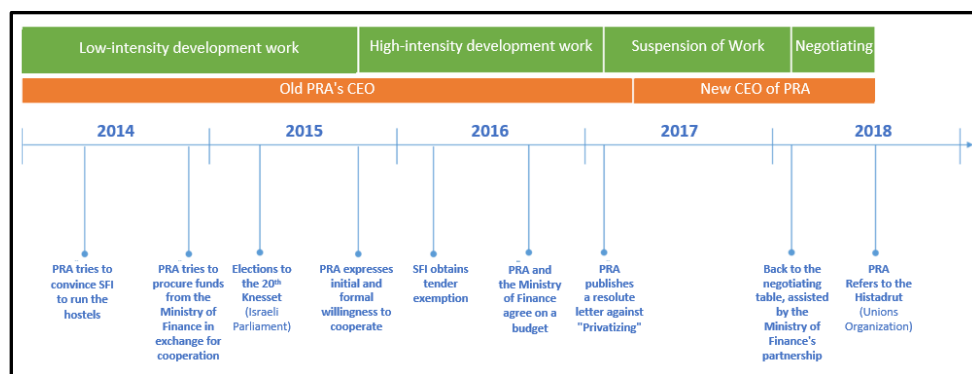 Low-intensity development work
High-intensity development work
Suspension of Work
Negotiating
Old PRA's CEO
New CEO of PRA
2014
2015
2016
2017
2018
PRA tries to
convince SFI
to run the
hostels
PRA tries to
procure funds
from the
Ministry of
Finance in
exchange for
cooperation
Elections to
the 20th
Knesset
(Israeli
Parliament)
PRA expresses
initial and
formal
willingness to
cooperate
SFI obtains
tender
exemption
PRA and
the Ministry
of Finance
agree on a
budget
PRA
publishes
a resolute
letter against
"Privatizing"
Back to the
negotiating
table, assisted
by the
Ministry of
Finance's
partnership
PRA
Refers to the
Histadrut
(Unions
Organization)